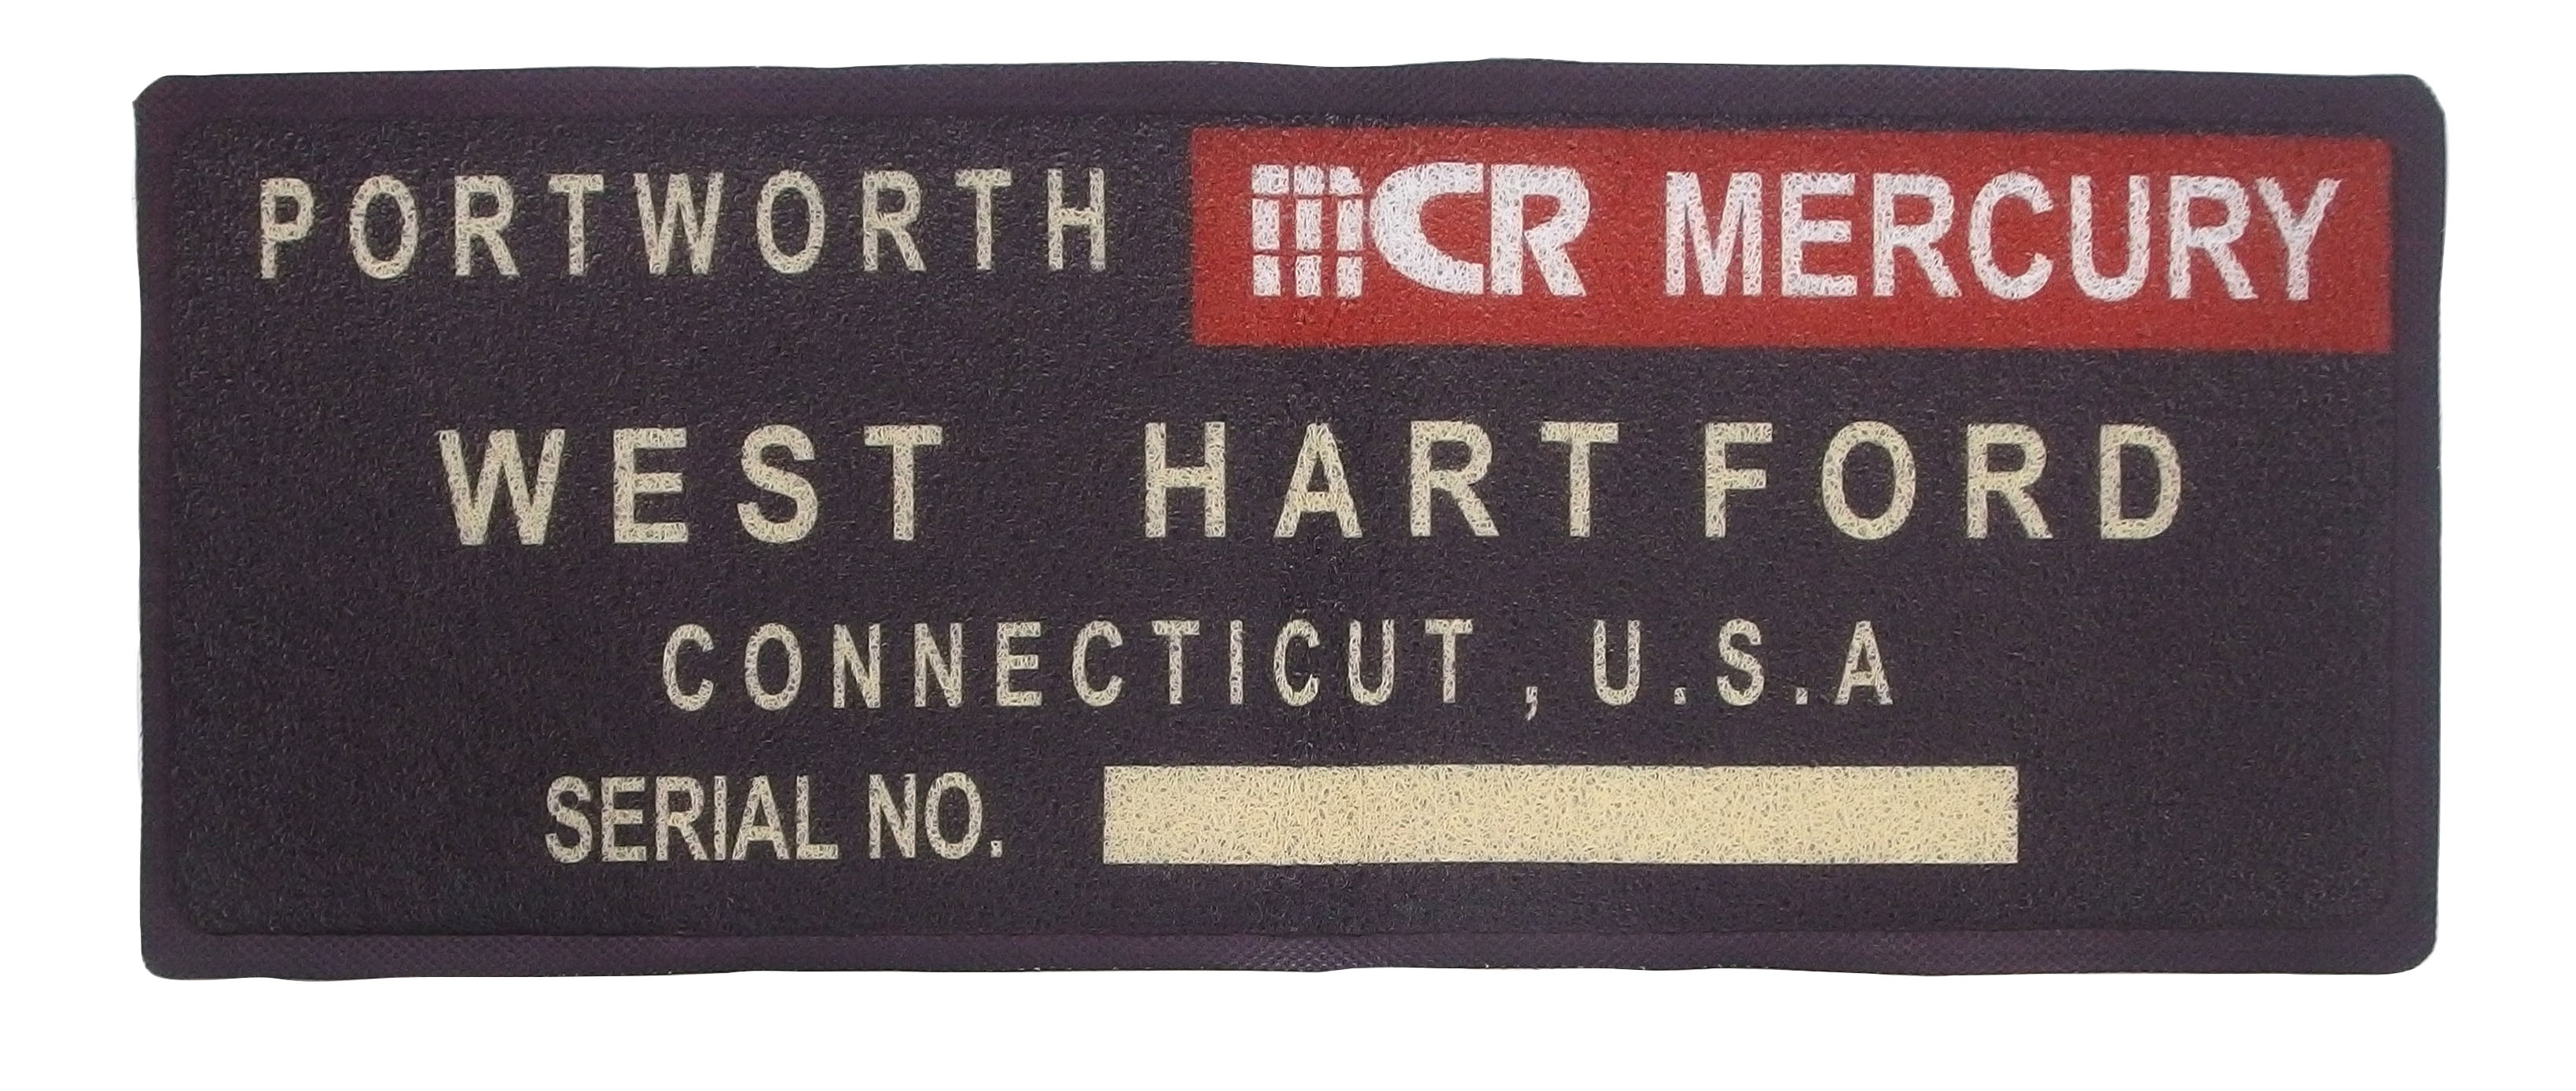 PORTWORTH mCR MERCURY
WEST HARTFORD
CONNECTICUT, U.S.A
SERIAL NO.